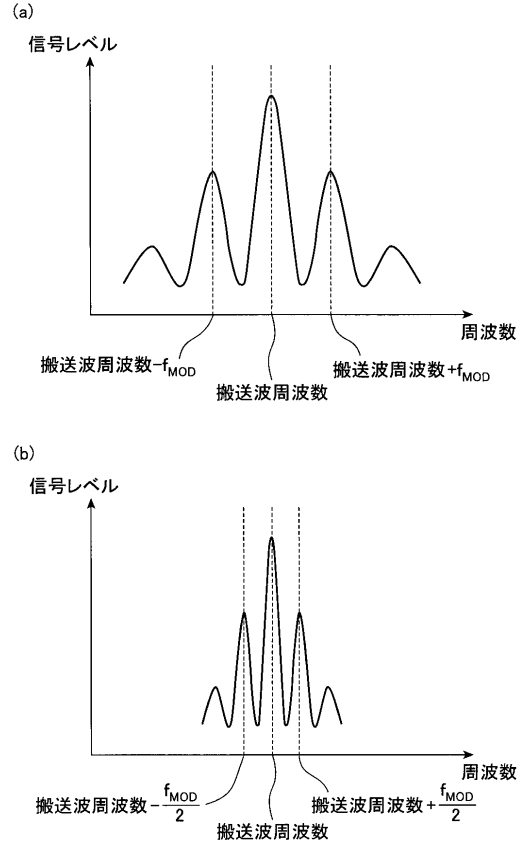 (a)
信号レベル
周波数
搬送波周波数-fMOD
搬送波周波数+fMOD
搬送波周波数
(b)
信号レベル
周波数
搬送波周波数-fMOD/2
搬送波周波数+fMOD/2
搬送波周波数